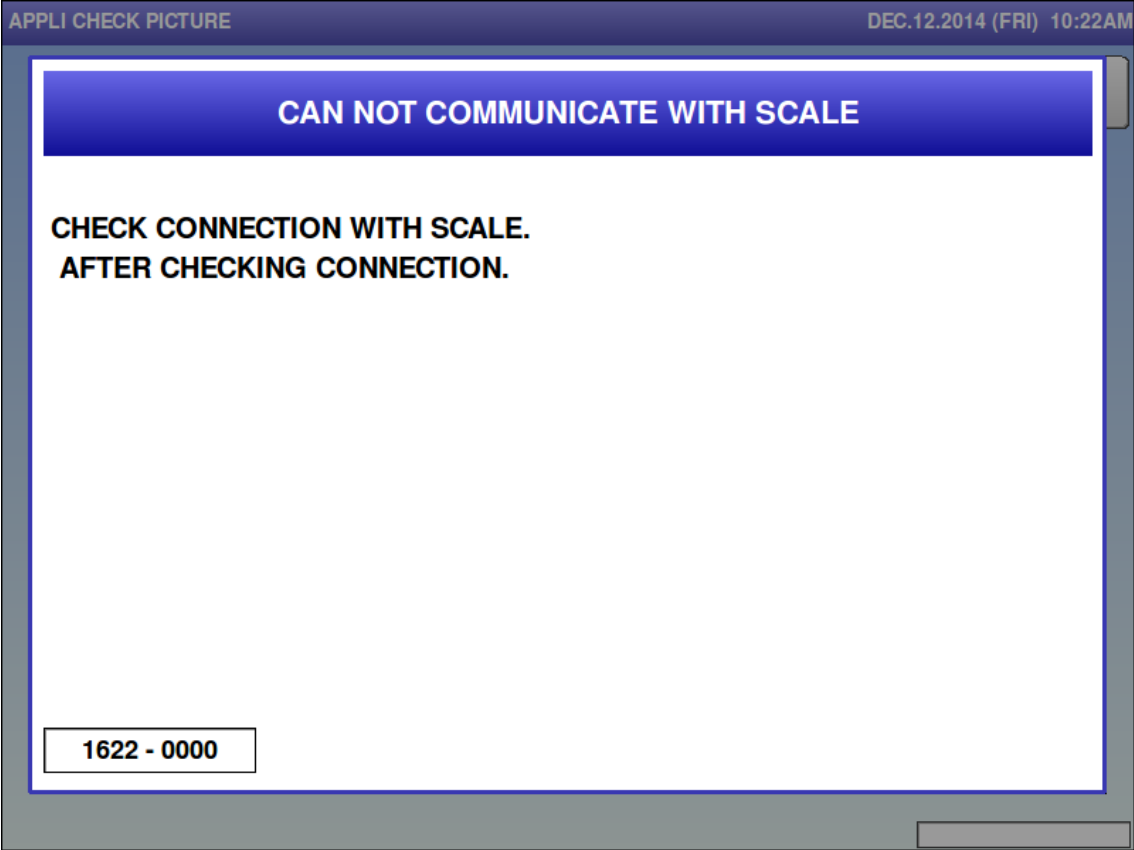 APPLI CHECK PICTURE
DEC.12.2014 (FRI) 10:22AM
CAN NOT COMMUNICATE WITH SCALE
CHECK CONNECTION WITH SCALE.
AFTER CHECKING CONNECTION.
1622 - 0000